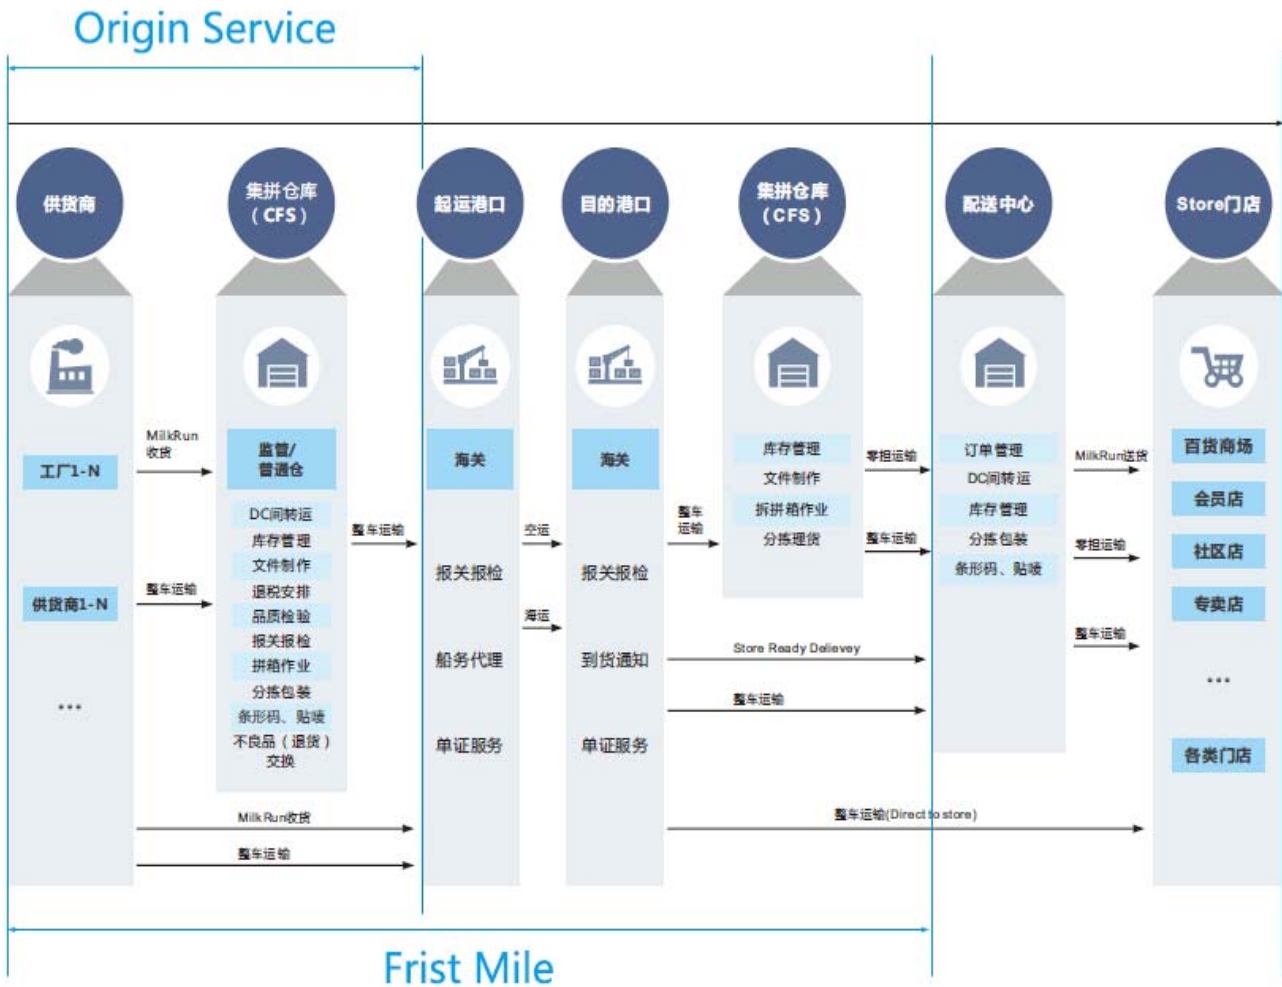 Origin Service
供货商
集拼仓库
(CFS)
起运港口
目的港口
集拼仓库
(CFS)
配送中心
Store门店
工厂1-N
供货商1-N
...
MilkRun
收货
整车运输
监管/
普通仓
DC间转运
库存管理
文件制作
退税安排
品质检验
报关报检
拼箱作业
分拣包装
条形码、贴唛
不良品（退货）
交换
整车运输
MilkRun收货
整车运输
海关
报关报检
船务代理
单证服务
空运
海运
海关
报关报检
到货通知
单证服务
整车
运输
库存管理
文件制作
拆拼箱作业
分拣理货
零担运输
整车运输
Store Ready Delievey
整车运输
整车运输(Direct to store)
订单管理
DC间转运
库存管理
分拣包装
条形码、贴唛
MilkRun送货
零担运输
整车运输
百货商场
会员店
社区店
专卖店
...
各类门店
Frist Mile